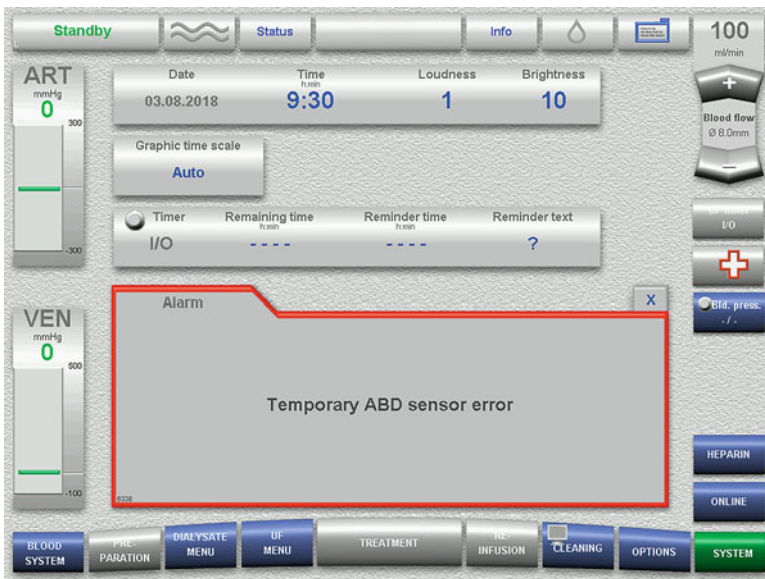 Standby
Status
Info
100
ml/min
ART
mmHg
0
300
-300
Date
Time
h:min
Loudness
Brightness
03.08.2018
9:30
1
10
Blood flow
Ø 8.0mm
Graphic time scale
Auto
Timer
Remaining time
h:min
Reminder time
h:min
Reminder text
I/O
- - - -
- - - -
?
I/O
Alarm
X
Bld. press.
- / -
VEN
mmHg
0
500
-100
Temporary ABD sensor error
HEPARIN
ONLINE
BLOOD
SYSTEM
PRE-
PARATION
DIALYSATE
MENU
UF
MENU
TREATMENT
RE-
INFUSION
CLEANING
OPTIONS
SYSTEM